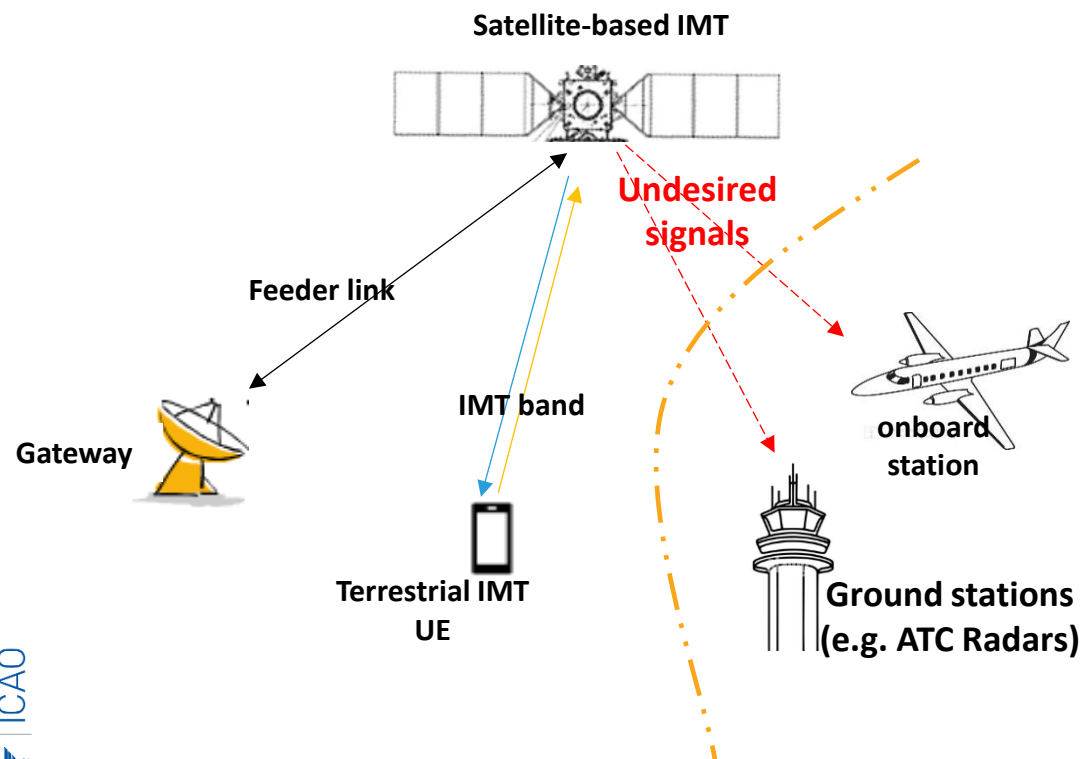 Satellite-based IMT
Undesired
signals
Feeder link
IMT band
Gateway
onboard
station
Terrestrial IMT
UE
Ground stations
(e.g. ATC Radars)
ICAO